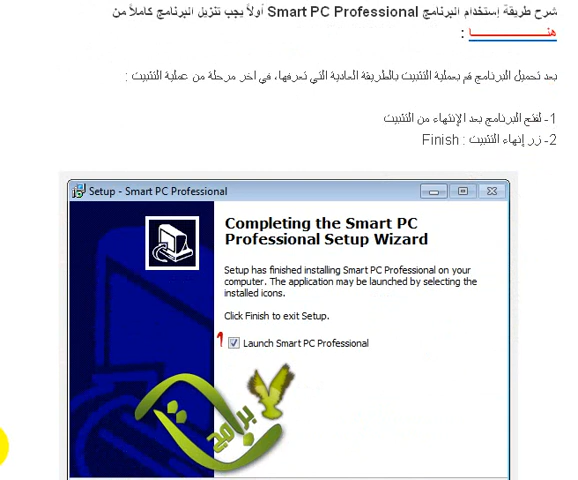 شرح طريقة إستخدام البرنامج Smart PC Professional أولاً يجب تنزيل البرنامج كاملاً من
هنـــــــــــــا :
بعد تحميل البرنامج قم بعملية التثبيت بالطريقة العادية التي تعرفها، في اخر مرحلة من عملية التثبيت :
1- لفتح البرنامج بعد الإنتهاء من التثبيت
2- زر إنهاء التثبيت : Finish
Setup - Smart PC Professional
Completing the Smart PC
Professional Setup Wizard
Setup has finished installing Smart PC Professional on your
computer. The application may be launched by selecting the
installed icons.
Click Finish to exit Setup.
1 Launch Smart PC Professional
برامج